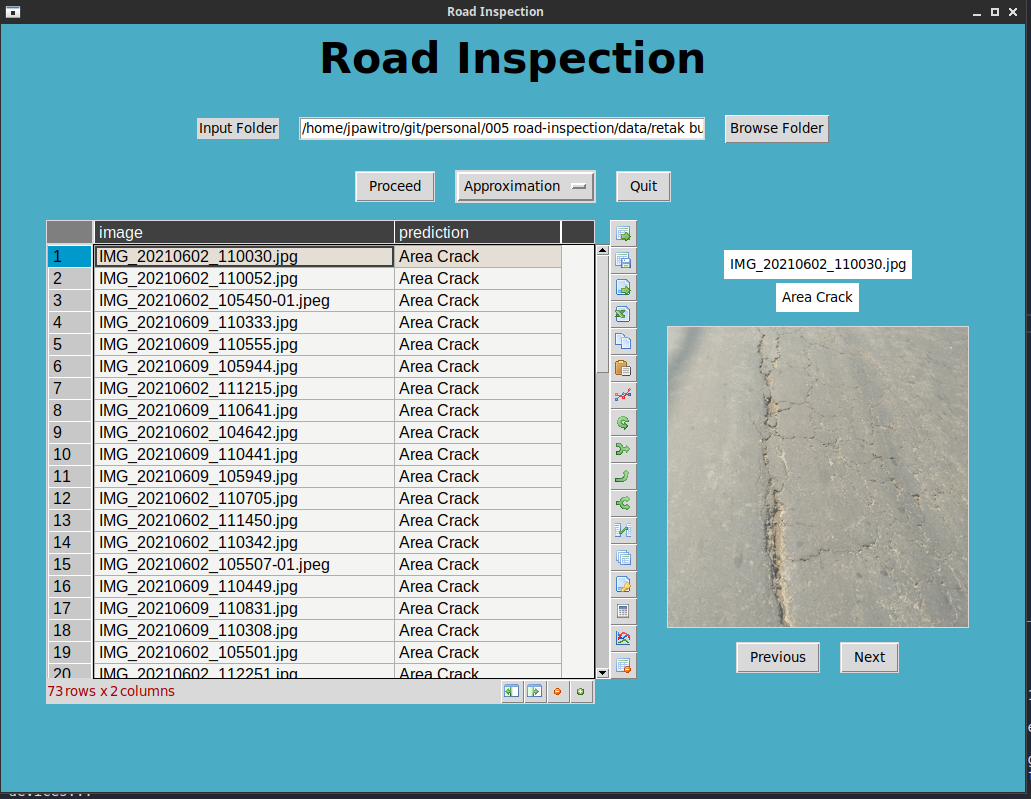 Road Inspection
Road Inspection
Input Folder /home/jpawitro/git/personal/005 road-inspection/data/retak bu Browse Folder
Proceed Approximation Quit
image prediction
1 IMG_20210602_110030.jpg Area Crack
2 IMG_20210602_110052.jpg Area Crack
3 IMG_20210602_105450-01.jpeg Area Crack
4 IMG_20210609_110333.jpg Area Crack
5 IMG_20210609_110555.jpg Area Crack
6 IMG_20210609_105944.jpg Area Crack
7 IMG_20210602_111215.jpg Area Crack
8 IMG_20210609_110641.jpg Area Crack
9 IMG_20210602_104642.jpg Area Crack
10 IMG_20210609_110441.jpg Area Crack
11 IMG_20210609_105949.jpg Area Crack
12 IMG_20210602_110705.jpg Area Crack
13 IMG_20210602_111450.jpg Area Crack
14 IMG_20210602_110342.jpg Area Crack
15 IMG_20210602_105507-01.jpeg Area Crack
16 IMG_20210609_110449.jpg Area Crack
17 IMG_20210609_110831.jpg Area Crack
18 IMG_20210609_110308.jpg Area Crack
19 IMG_20210602_105501.jpg Area Crack
20 IMG_20210602_112251.jpg Area Crack
73 rows x 2 columns
IMG_20210602_110030.jpg
Area Crack
Previous Next